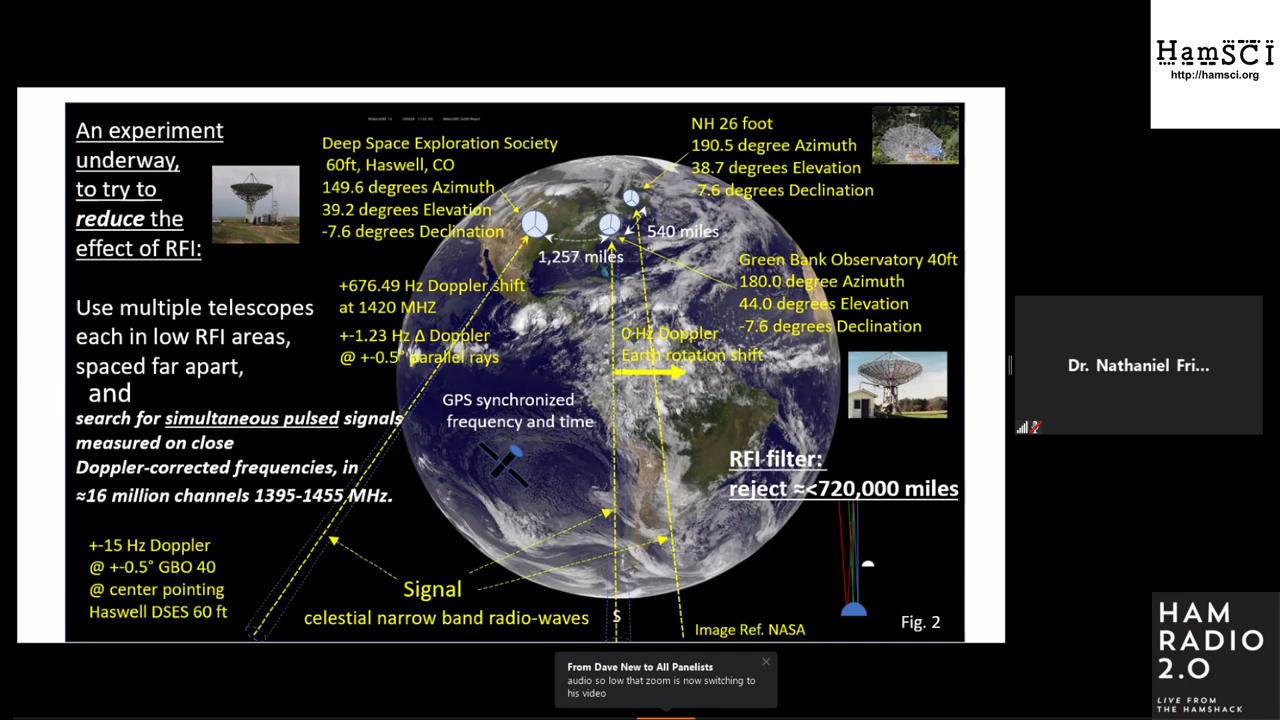 HamSCI
http://hamsci.org
An experiment
underway,
to try to
reduce the
effect of RFI:
Use multiple telescopes
each in low RFI areas,
spaced far apart,
and
search for simultaneous pulsed signals
measured on close
Doppler-corrected frequencies, in
≈16 million channels 1395-1455 MHz.
+-15 Hz Doppler
@ +-0.5° GBO 40
@ center pointing
Haswell DSES 60 ft
Deep Space Exploration Society
60ft, Haswell, CO
149.6 degrees Azimuth
39.2 degrees Elevation
-7.6 degrees Declination
+676.49 Hz Doppler shift
at 1420 MHZ
+-1.23 Hz Δ Doppler
@ +-0.5° parallel rays
GPS synchronized
frequency and time
Signal
celestial narrow band radio-waves
NH 26 foot
190.5 degree Azimuth
38.7 degrees Elevation
-7.6 degrees Declination
540 miles
1,257 miles
Green Bank Observatory 40ft
180.0 degree Azimuth
44.0 degrees Elevation
-7.6 degrees Declination
0 Hz Doppler
Earth rotation shift
RFI filter:
reject ≈<720,000 miles
S
Image Ref. NASA
Fig. 2
Dr. Nathaniel Fri...
From Dave New to All Panelists
audio so low that zoom is now switching to
his video
HAM
RADIO
2.0
LIVE FROM
THE HAMSHACK